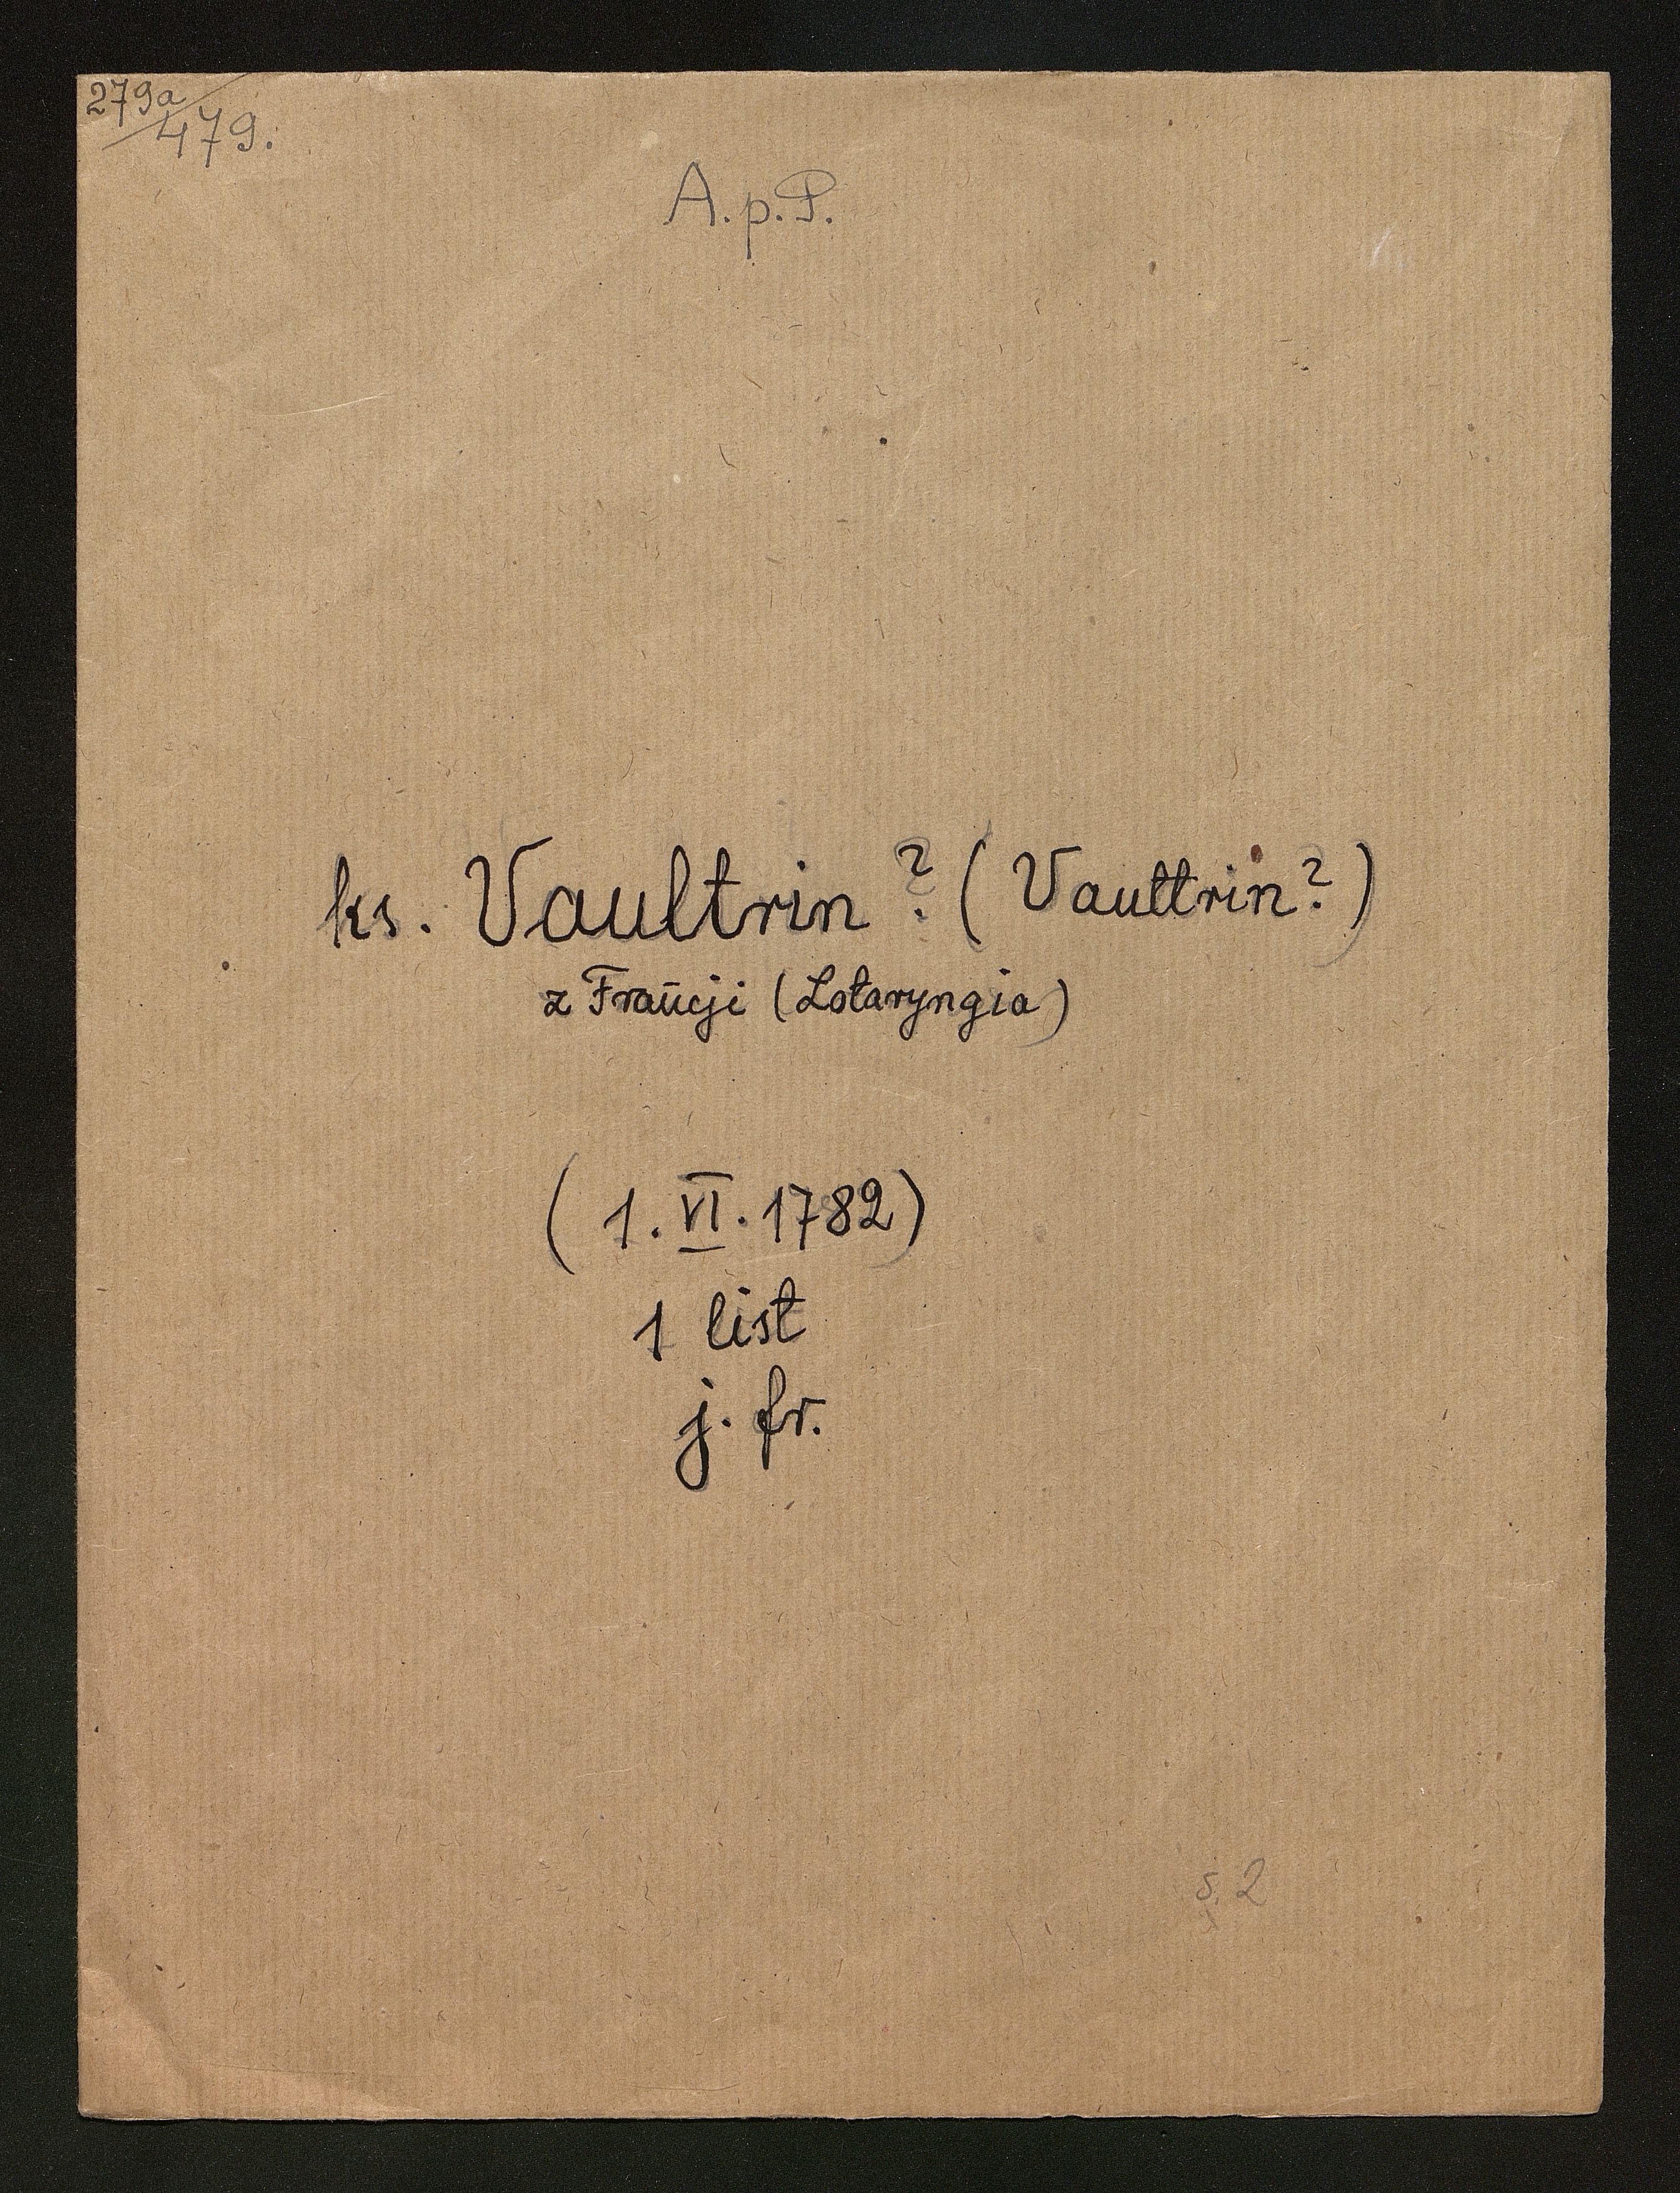 279a/
479.
A.p.P.
ks. Vaultrin? (Vauttrin?)
z Francji (Lotaryngia)
(1.VI.1782)
1 list
j. fr.
s. 2